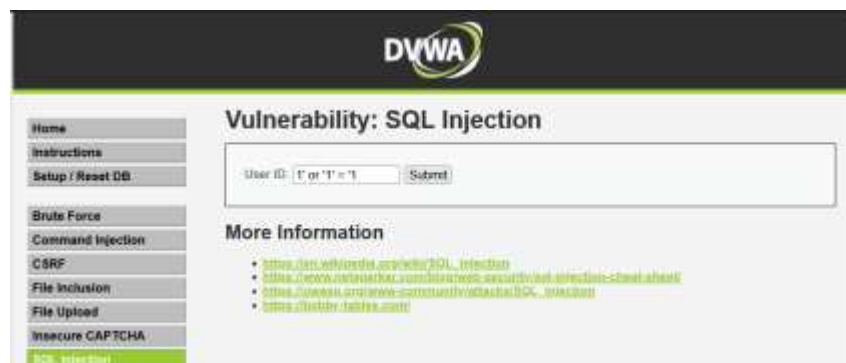 DVWA
Home
Instructions
Setup / Reset DB
Brute Force
Command Injection
CSRF
File Inclusion
File Upload
Insecure CAPTCHA
SQL Injection
Vulnerability: SQL Injection
User ID: 1' or '1' = '1 Submit
More Information
https://en.wikipedia.org/wiki/SQL_injection
https://www.netsparker.com/blog/web-security/sql-injection-cheat-sheet/
https://owasp.org/www-community/attacks/SQL_Injection
https://bobby-tables.com/